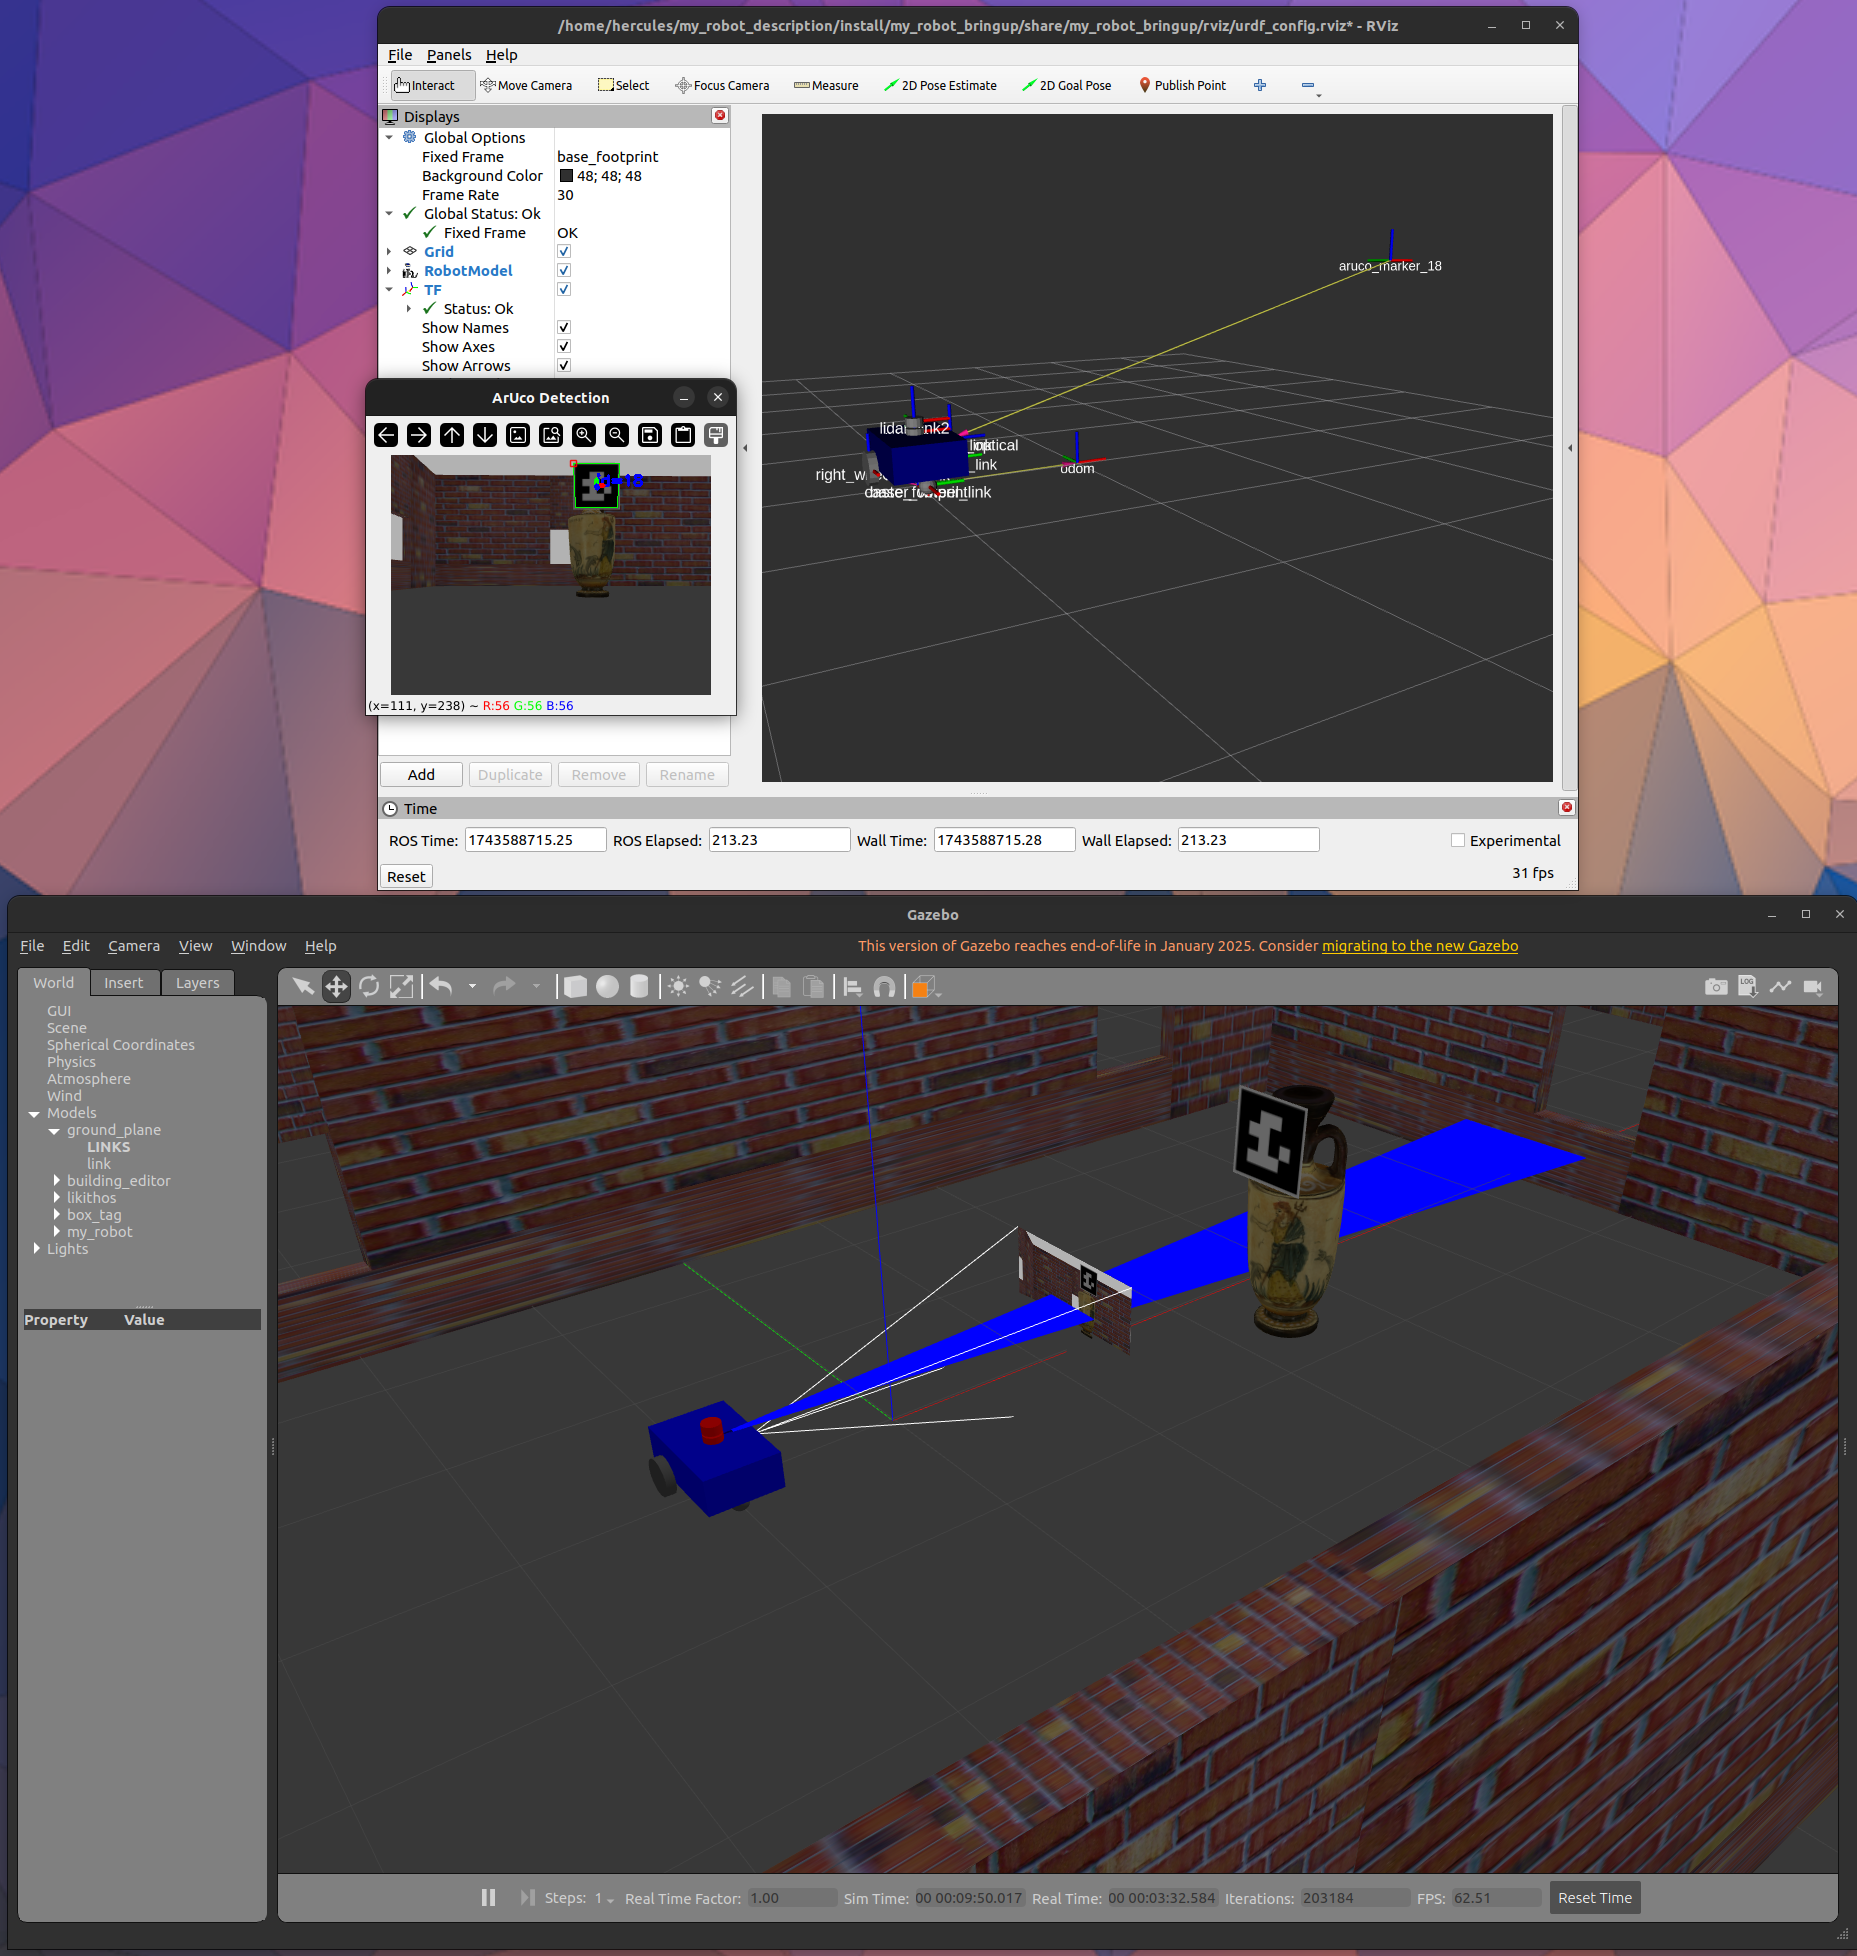 /home/hercules/my_robot_description/install/my_robot_bringup/share/my_robot_bringup/rviz/urdf_config.rviz* - RViz
File Panels Help
Interact Move Camera Select Focus Camera Measure 2D Pose Estimate 2D Goal Pose Publish Point
Displays
Global Options
Fixed Frame base_footprint
Background Color 48; 48; 48
Frame Rate 30
Global Status: Ok
Fixed Frame OK
Grid
RobotModel
TF
Status: Ok
Show Names
Show Axes
Show Arrows
aruco_marker_18
odom
ArUco Detection
(x=111, y=238) ~ R:56 G:56 B:56
Add Duplicate Remove Rename
Time
ROS Time: 1743588715.25 ROS Elapsed: 213.23 Wall Time: 1743588715.28 Wall Elapsed: 213.23 Experimental
Reset 31 fps
Gazebo
File Edit Camera View Window Help This version of Gazebo reaches end-of-life in January 2025. Consider migrating to the new Gazebo
World Insert Layers
LOG
GUI
Scene
Spherical Coordinates
Physics
Atmosphere
Wind
Models
ground_plane
LINKS
link
building_editor
likithos
box_tag
my_robot
Lights
Property Value
Steps: 1 Real Time Factor: 1.00 Sim Time: 00 00:09:50.017 Real Time: 00 00:03:32.584 Iterations: 203184 FPS: 62.51 Reset Time